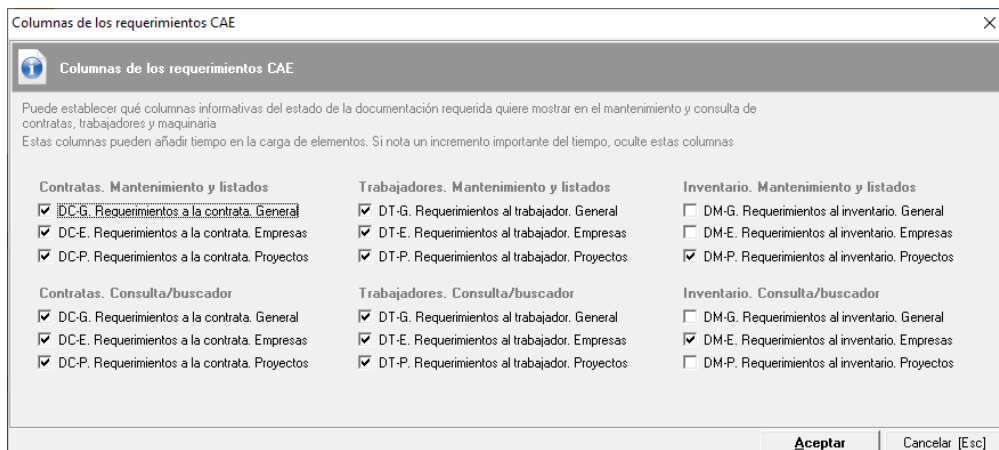 Columnas de los requerimientos CAE
Columnas de los requerimientos CAE
Puede establecer qué columnas informativas del estado de la documentación requerida quiere mostrar en el mantenimiento y consulta de
contratas, trabajadores y maquinaria
Estas columnas pueden añadir tiempo en la carga de elementos. Si nota un incremento importante del tiempo, oculte estas columnas
Contratas. Mantenimiento y listados
DC-G. Requerimientos a la contrata. General
DC-E. Requerimientos a la contrata. Empresas
DC-P. Requerimientos a la contrata. Proyectos
Trabajadores. Mantenimiento y listados
DT-G. Requerimientos al trabajador. General
DT-E. Requerimientos al trabajador. Empresas
DT-P. Requerimientos al trabajador. Proyectos
Inventario. Mantenimiento y listados
DM-G. Requerimientos al inventario. General
DM-E. Requerimientos al inventario. Empresas
DM-P. Requerimientos al inventario. Proyectos
Contratas. Consulta/buscador
DC-G. Requerimientos a la contrata. General
DC-E. Requerimientos a la contrata. Empresas
DC-P. Requerimientos a la contrata. Proyectos
Trabajadores. Consulta/buscador
DT-G. Requerimientos al trabajador. General
DT-E. Requerimientos al trabajador. Empresas
DT-P. Requerimientos al trabajador. Proyectos
Inventario. Consulta/buscador
DM-G. Requerimientos al inventario. General
DM-E. Requerimientos al inventario. Empresas
DM-P. Requerimientos al inventario. Proyectos
Aceptar
Cancelar [Esc]